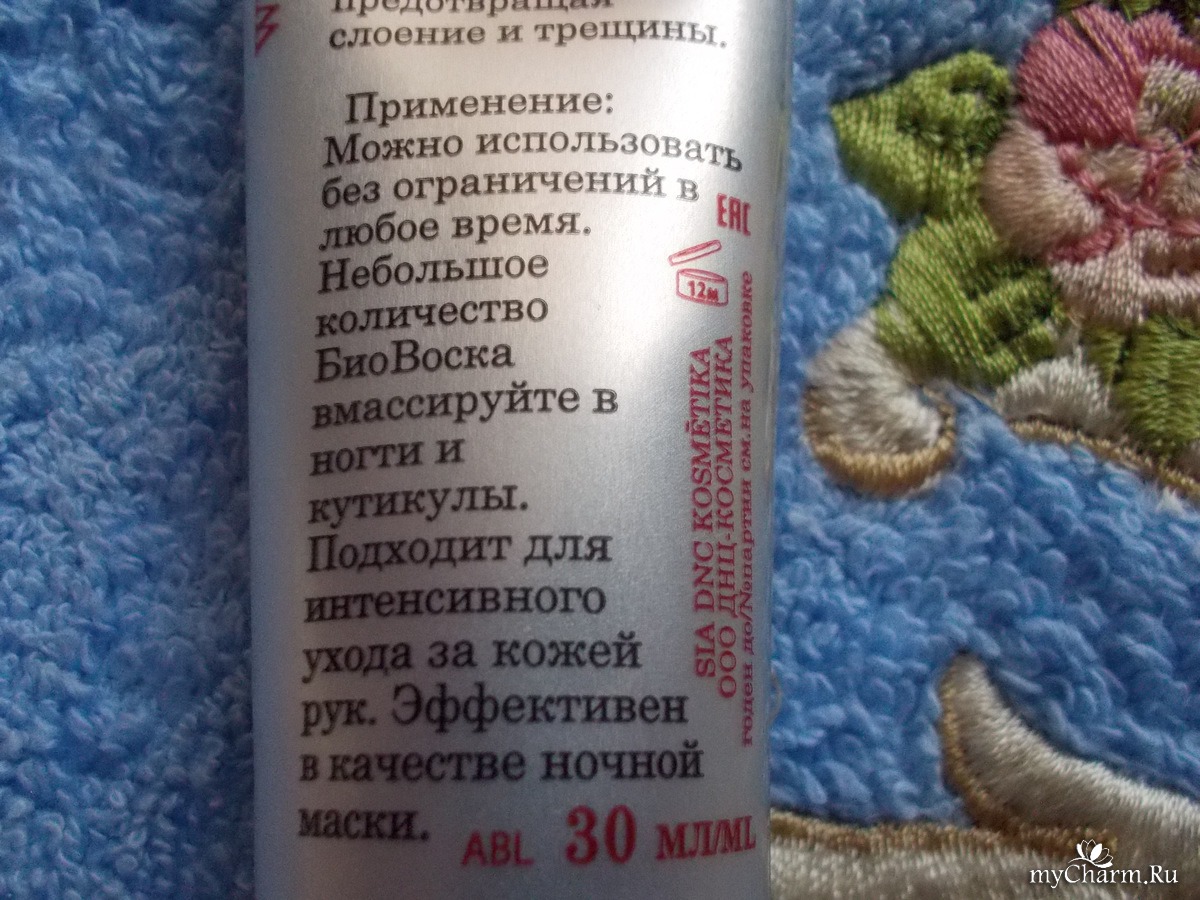 предотвращая
слоение и трещины.
Применение:
Можно использовать
без ограничений в
любое время.
Небольшое
количество
БиоВоска
вмассируйте в
ногти и
кутикулы.
Подходит для
интенсивного
ухода за кожей
рук. Эффективен
в качестве ночной
маски.
EAC
12м
SIA DNC KOSMĒTIKA
ООО ДНЦ-КОСМЕТИКА
годен до/№партии см.на упаковке
ABL 30 МЛ/ML
myCharm.Ru